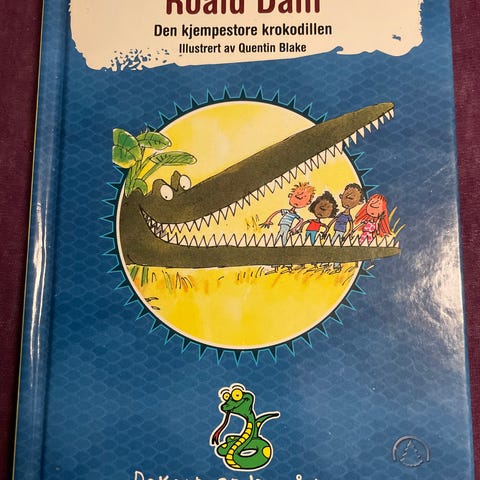 Roald Dahl
Den kjempestore krokodillen
Illustrert av Quentin Blake